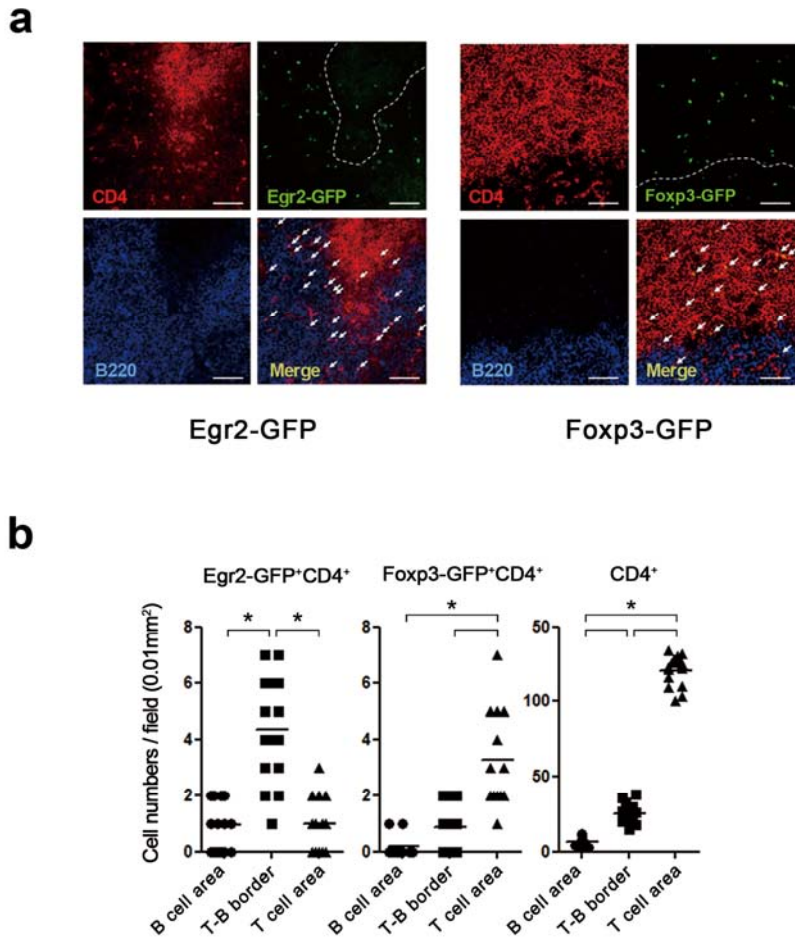 a
CD4
Egr2-GFP
CD4
Foxp3-GFP
B220
Merge
B220
Merge
Egr2-GFP
Foxp3-GFP
b
Egr2-GFP⁺CD4⁺
Foxp3-GFP⁺CD4⁺
CD4⁺
Cell numbers / field (0.01mm²)
8
6
4
2
0
*
*
B cell area
T-B border
T cell area
8
6
4
2
0
*
B cell area
T-B border
T cell area
50
100
50
0
*
B cell area
T-B border
T cell area